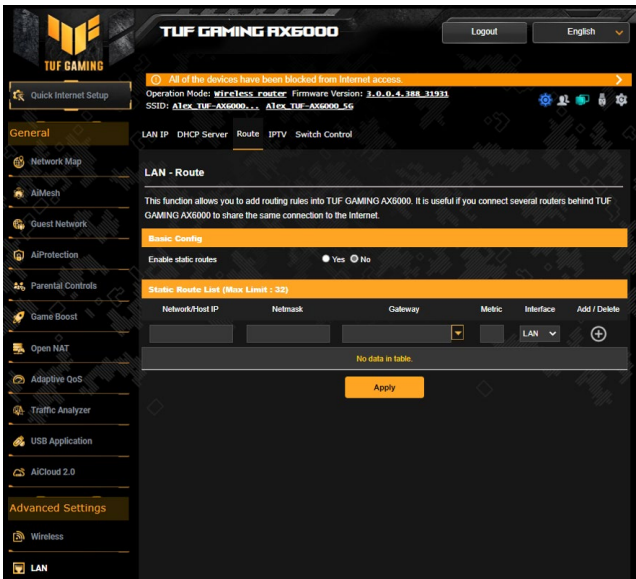 TUF GAMING AX6000
Logout
English
TUF GAMING
All of the devices have been blocked from Internet access.
Quick Internet Setup
Operation Mode: Wireless router Firmware Version: 3.0.0.4.388_31931
SSID: Alex_TUF-AX6000... Alex_TUF-AX6000_5G
General
LAN IP DHCP Server Route IPTV Switch Control
Network Map
AiMesh
Guest Network
AiProtection
Parental Controls
Game Boost
Open NAT
Adaptive QoS
Traffic Analyzer
USB Application
AiCloud 2.0
Advanced Settings
Wireless
LAN
LAN - Route
This function allows you to add routing rules into TUF GAMING AX6000. It is useful if you connect several routers behind TUF
GAMING AX6000 to share the same connection to the Internet.
Basic Config
Enable static routes Yes No
Static Route List (Max Limit : 32)
Network/Host IP Netmask Gateway Metric Interface Add / Delete
LAN
No data in table.
Apply